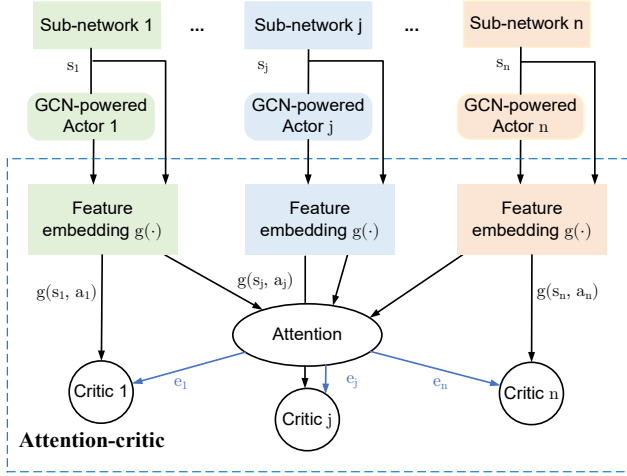 Sub-network 1
...
Sub-network j
...
Sub-network n
s₁
sⱼ
sₙ
GCN-powered
Actor 1
GCN-powered
Actor j
GCN-powered
Actor n
Feature
embedding g(·)
Feature
embedding g(·)
Feature
embedding g(·)
g(s₁, a₁)
g(sⱼ, aⱼ)
g(sₙ, aₙ)
Attention
e₁
eⱼ
eₙ
Critic 1
Critic j
Critic n
Attention-critic